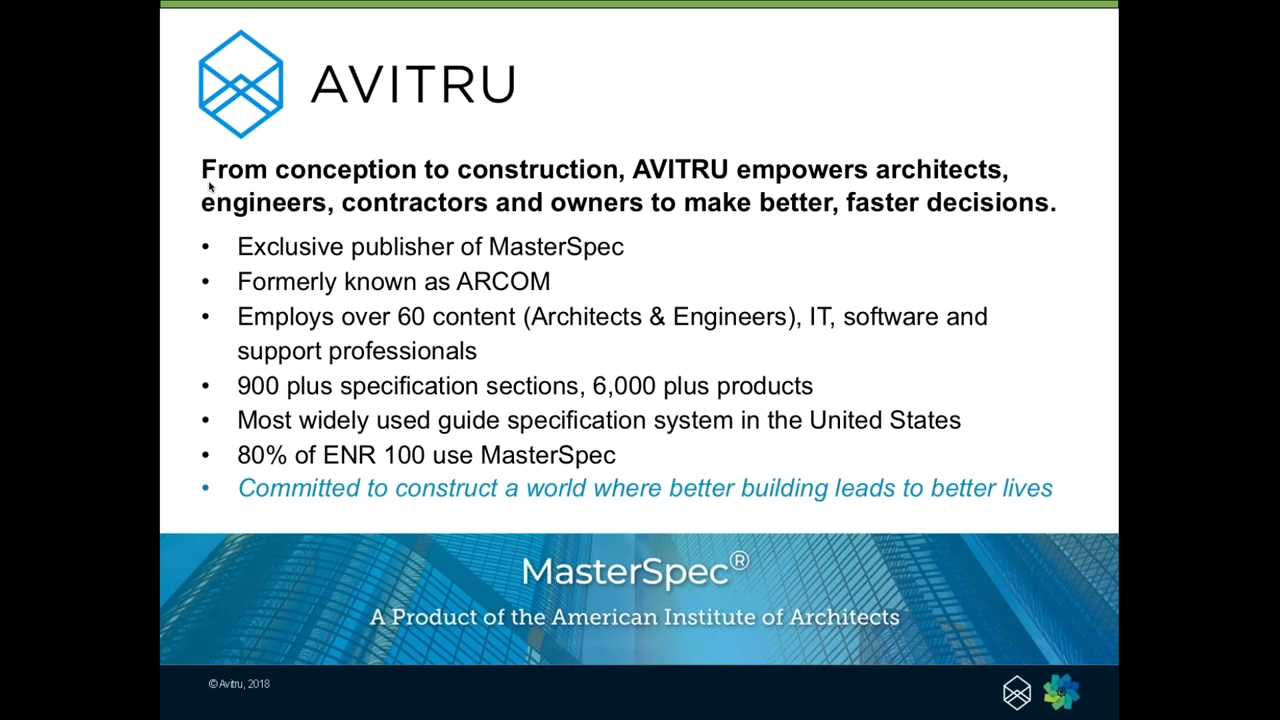 AVITRU
From conception to construction, AVITRU empowers architects,
engineers, contractors and owners to make better, faster decisions.
• Exclusive publisher of MasterSpec
• Formerly known as ARCOM
• Employs over 60 content (Architects & Engineers), IT, software and
support professionals
• 900 plus specification sections, 6,000 plus products
• Most widely used guide specification system in the United States
• 80% of ENR 100 use MasterSpec
• Committed to construct a world where better building leads to better lives
MasterSpec®
A Product of the American Institute of Architects
© Avitru, 2018